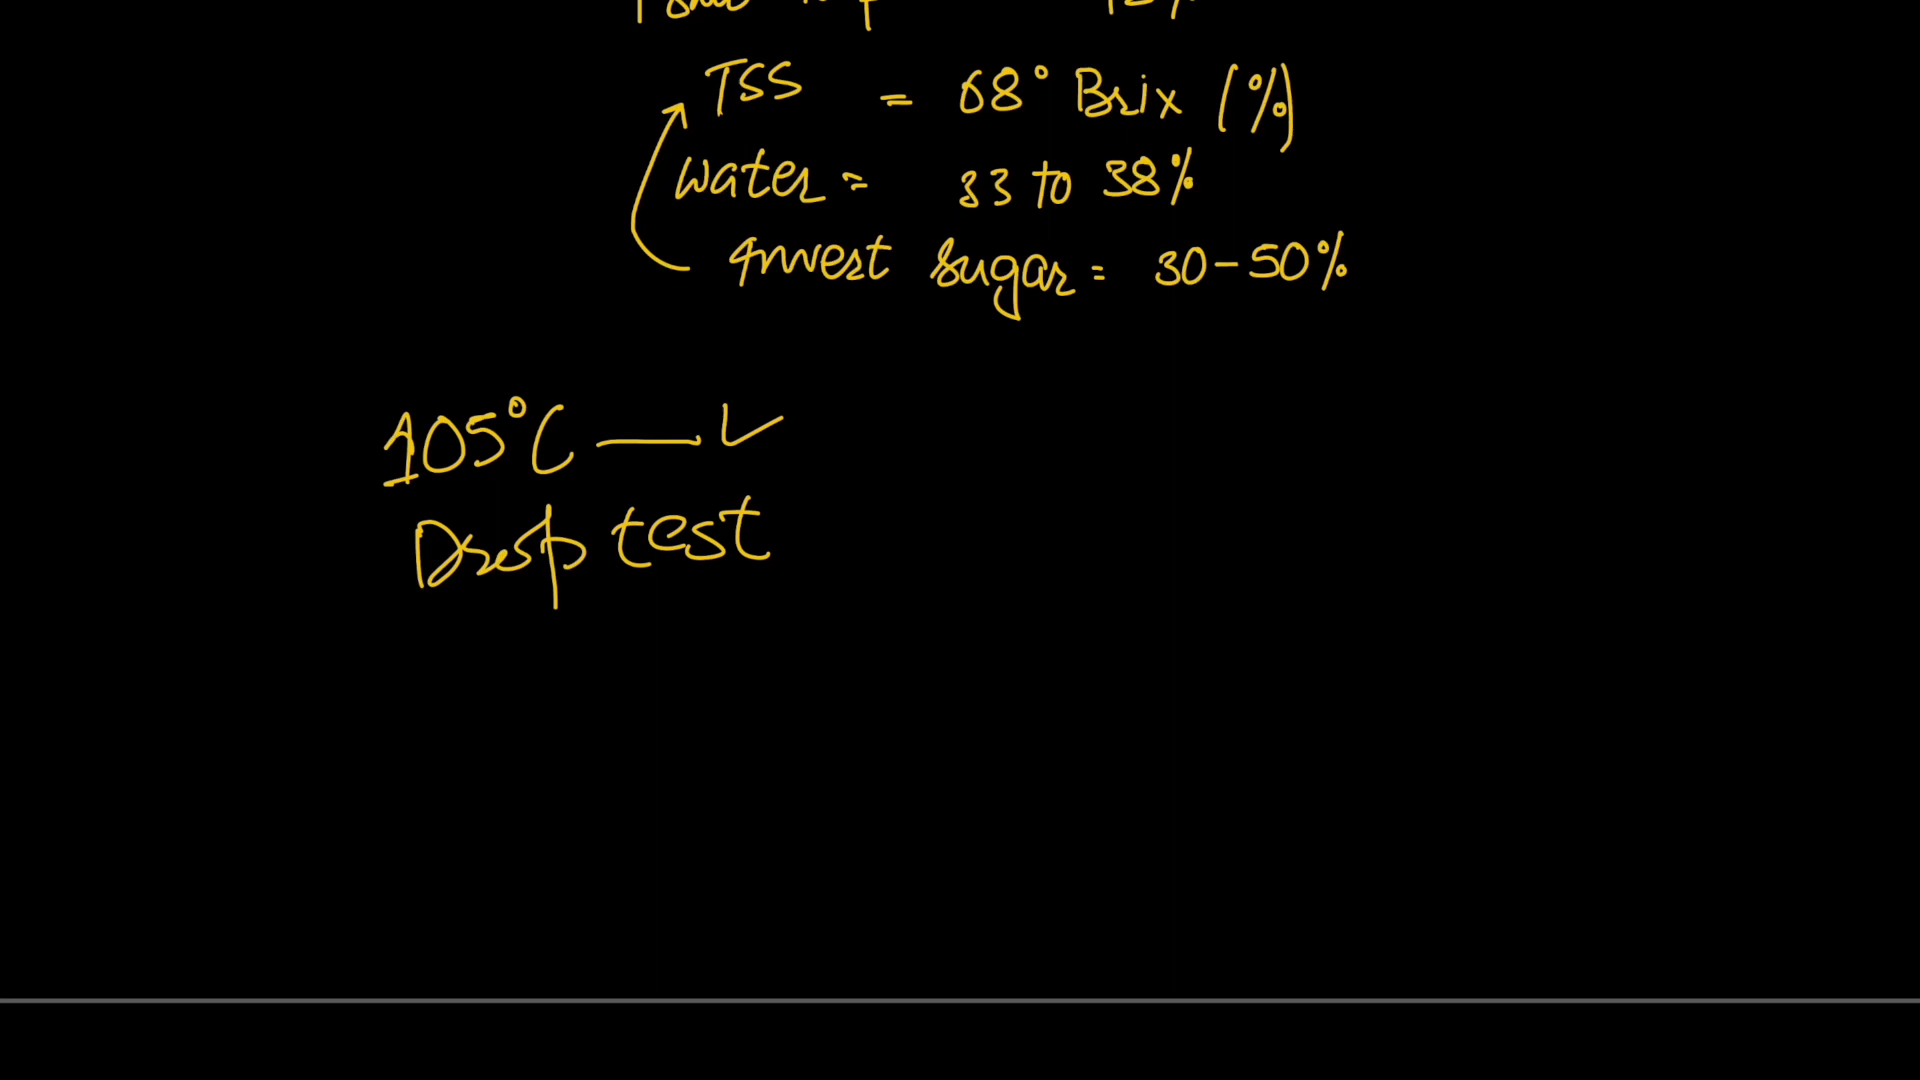 TSS = 68° Brix (%)
water = 33 to 38%
Invert sugar = 30-50%
105°C
Drop test